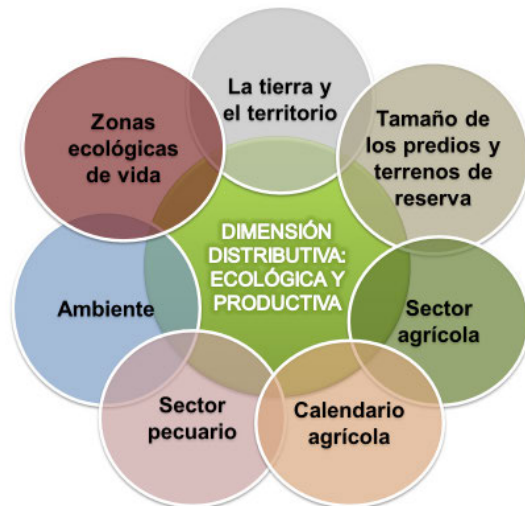 La tierra y
el territorio
Tamaño de
los predios y
terrenos de
reserva
Sector
agrícola
Calendario
agrícola
Sector
pecuario
Ambiente
Zonas
ecológicas
de vida
DIMENSIÓN
DISTRIBUTIVA:
ECOLÓGICA Y
PRODUCTIVA